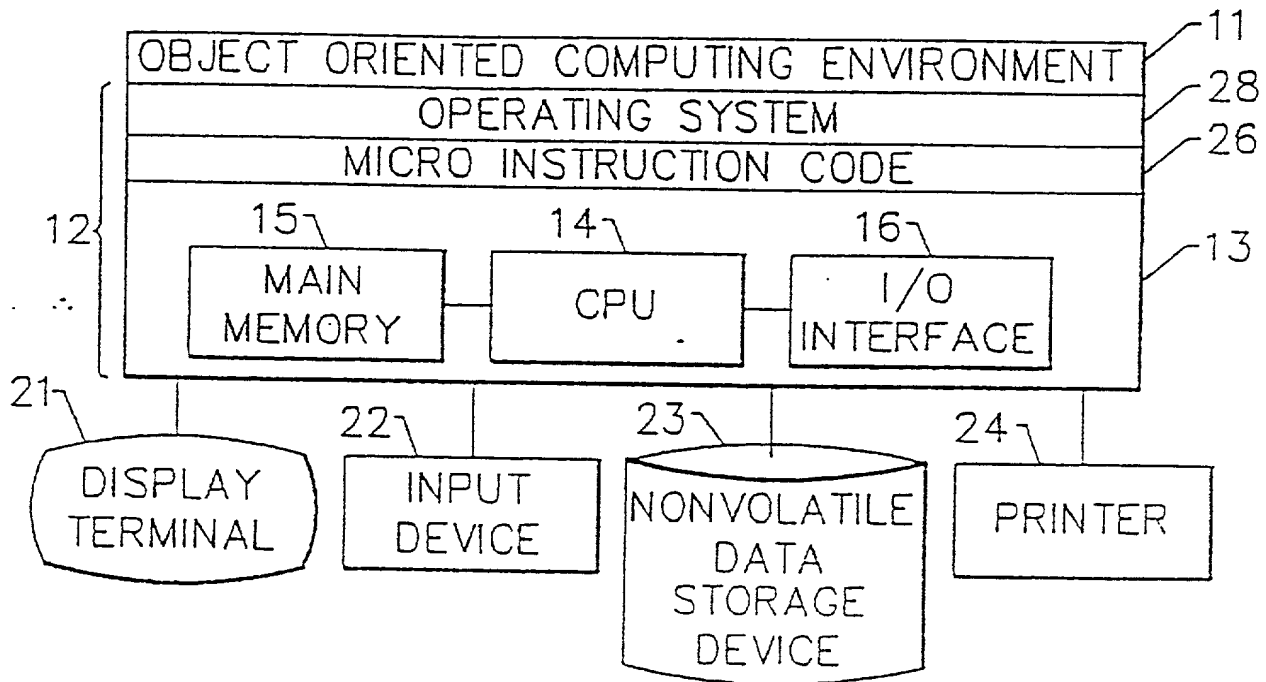 OBJECT ORIENTED COMPUTING ENVIRONMENT
11
OPERATING SYSTEM
28
MICRO INSTRUCTION CODE
26
12
15
14
16
13
MAIN
MEMORY
CPU
I/O
INTERFACE
21
22
23
24
DISPLAY
TERMINAL
INPUT
DEVICE
NONVOLATILE
DATA
STORAGE
DEVICE
PRINTER